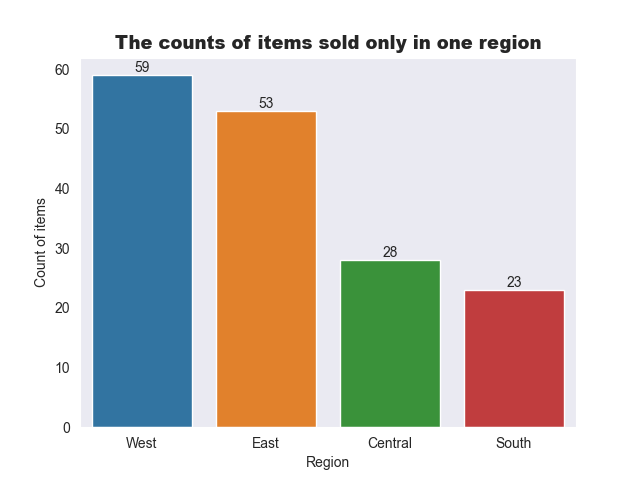 The counts of items sold only in one region
60
50
40
30
20
10
0
Count of items
59
53
28
23
West East Central South
Region